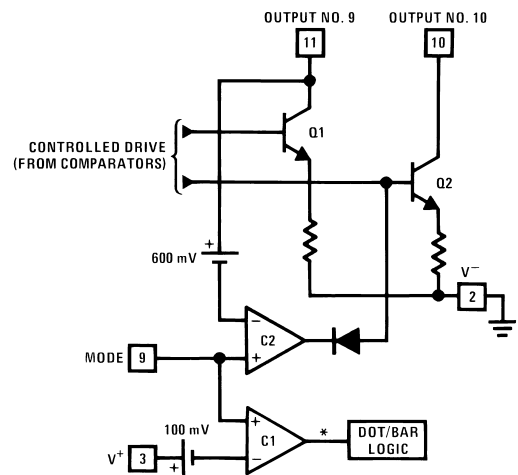 OUTPUT NO. 9
OUTPUT NO. 10
11
10
Q1
CONTROLLED DRIVE
(FROM COMPARATORS)
Q2
+
600 mV
V−
2
−
C2
+
MODE
9
100 mV
+
C1
*
DOT/BAR
LOGIC
V+
3
+
−